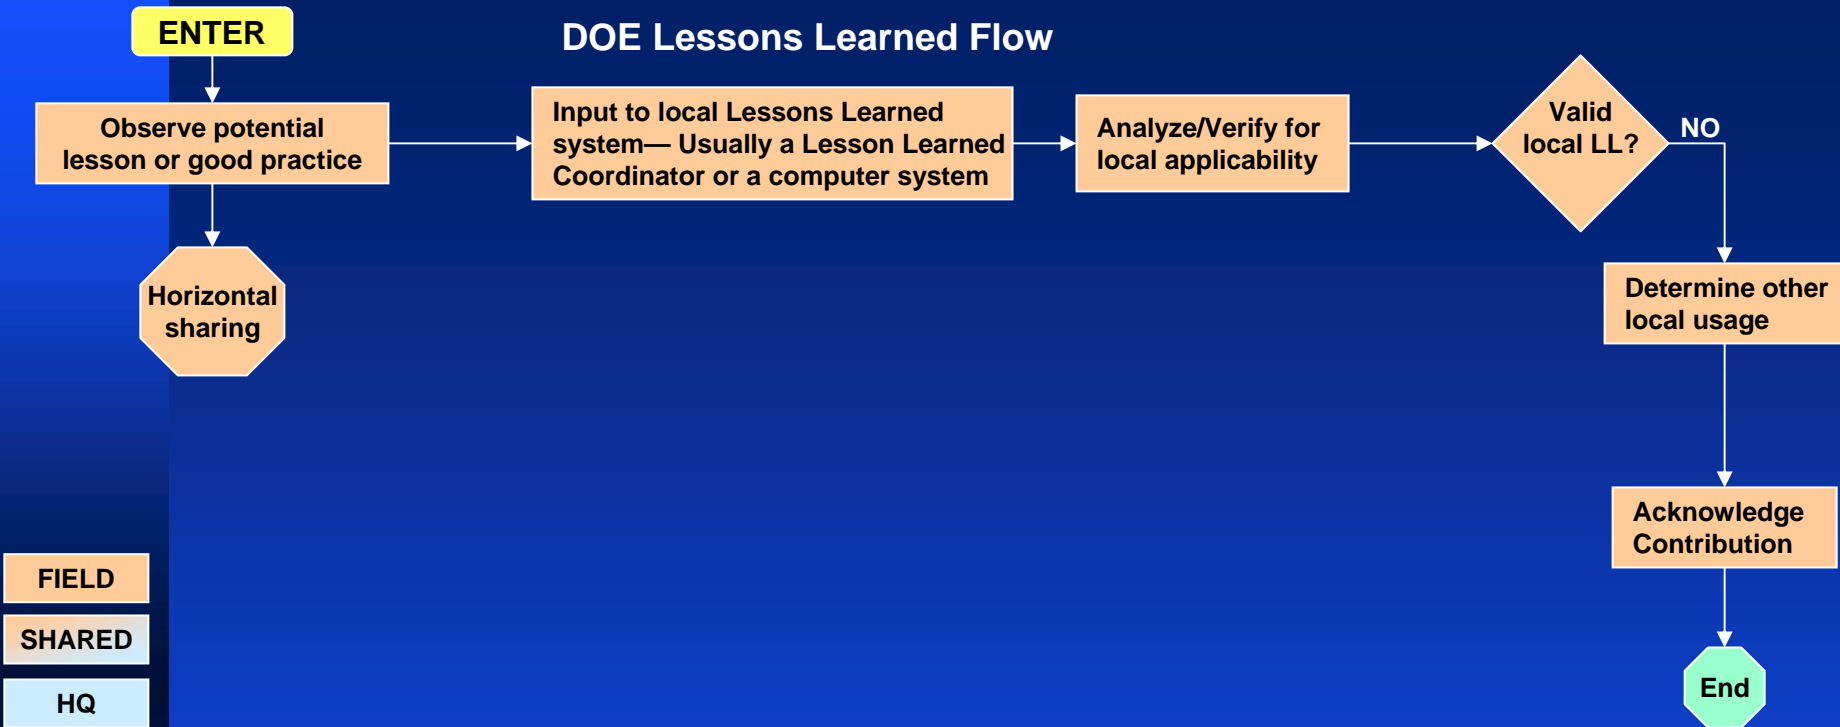 ENTER
DOE Lessons Learned Flow
Observe potential
lesson or good practice
Input to local Lessons Learned
system— Usually a Lesson Learned
Coordinator or a computer system
Analyze/Verify for
local applicability
Valid
local LL?
NO
Horizontal
sharing
Determine other
local usage
Acknowledge
Contribution
End
FIELD
SHARED
HQ